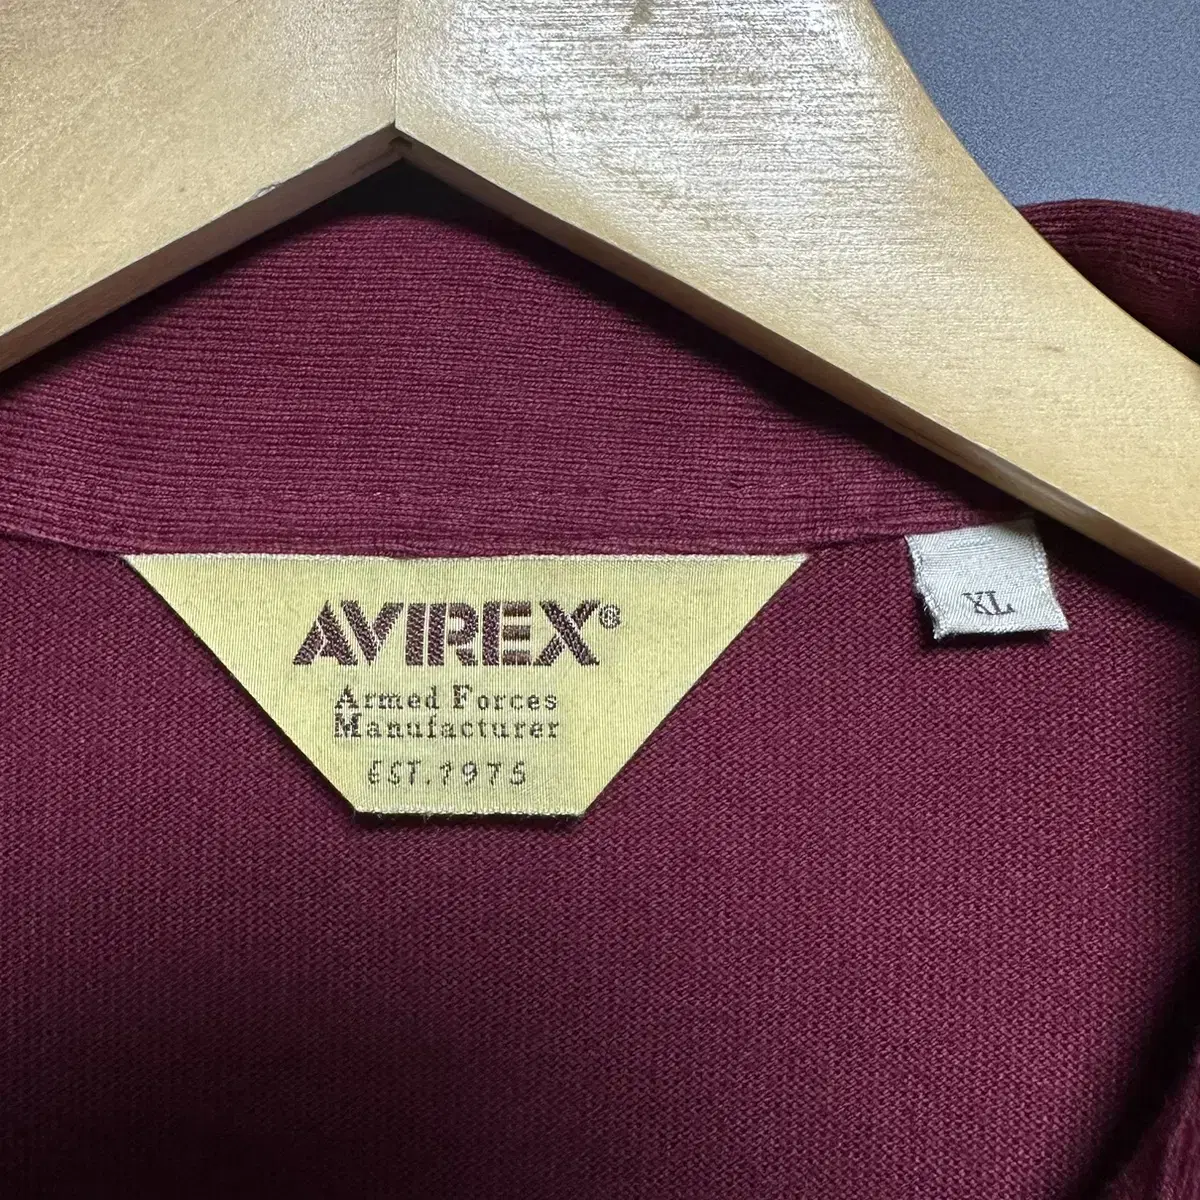 AVIREX®
Armed Forces
Manufacturer
EST.1975
XL